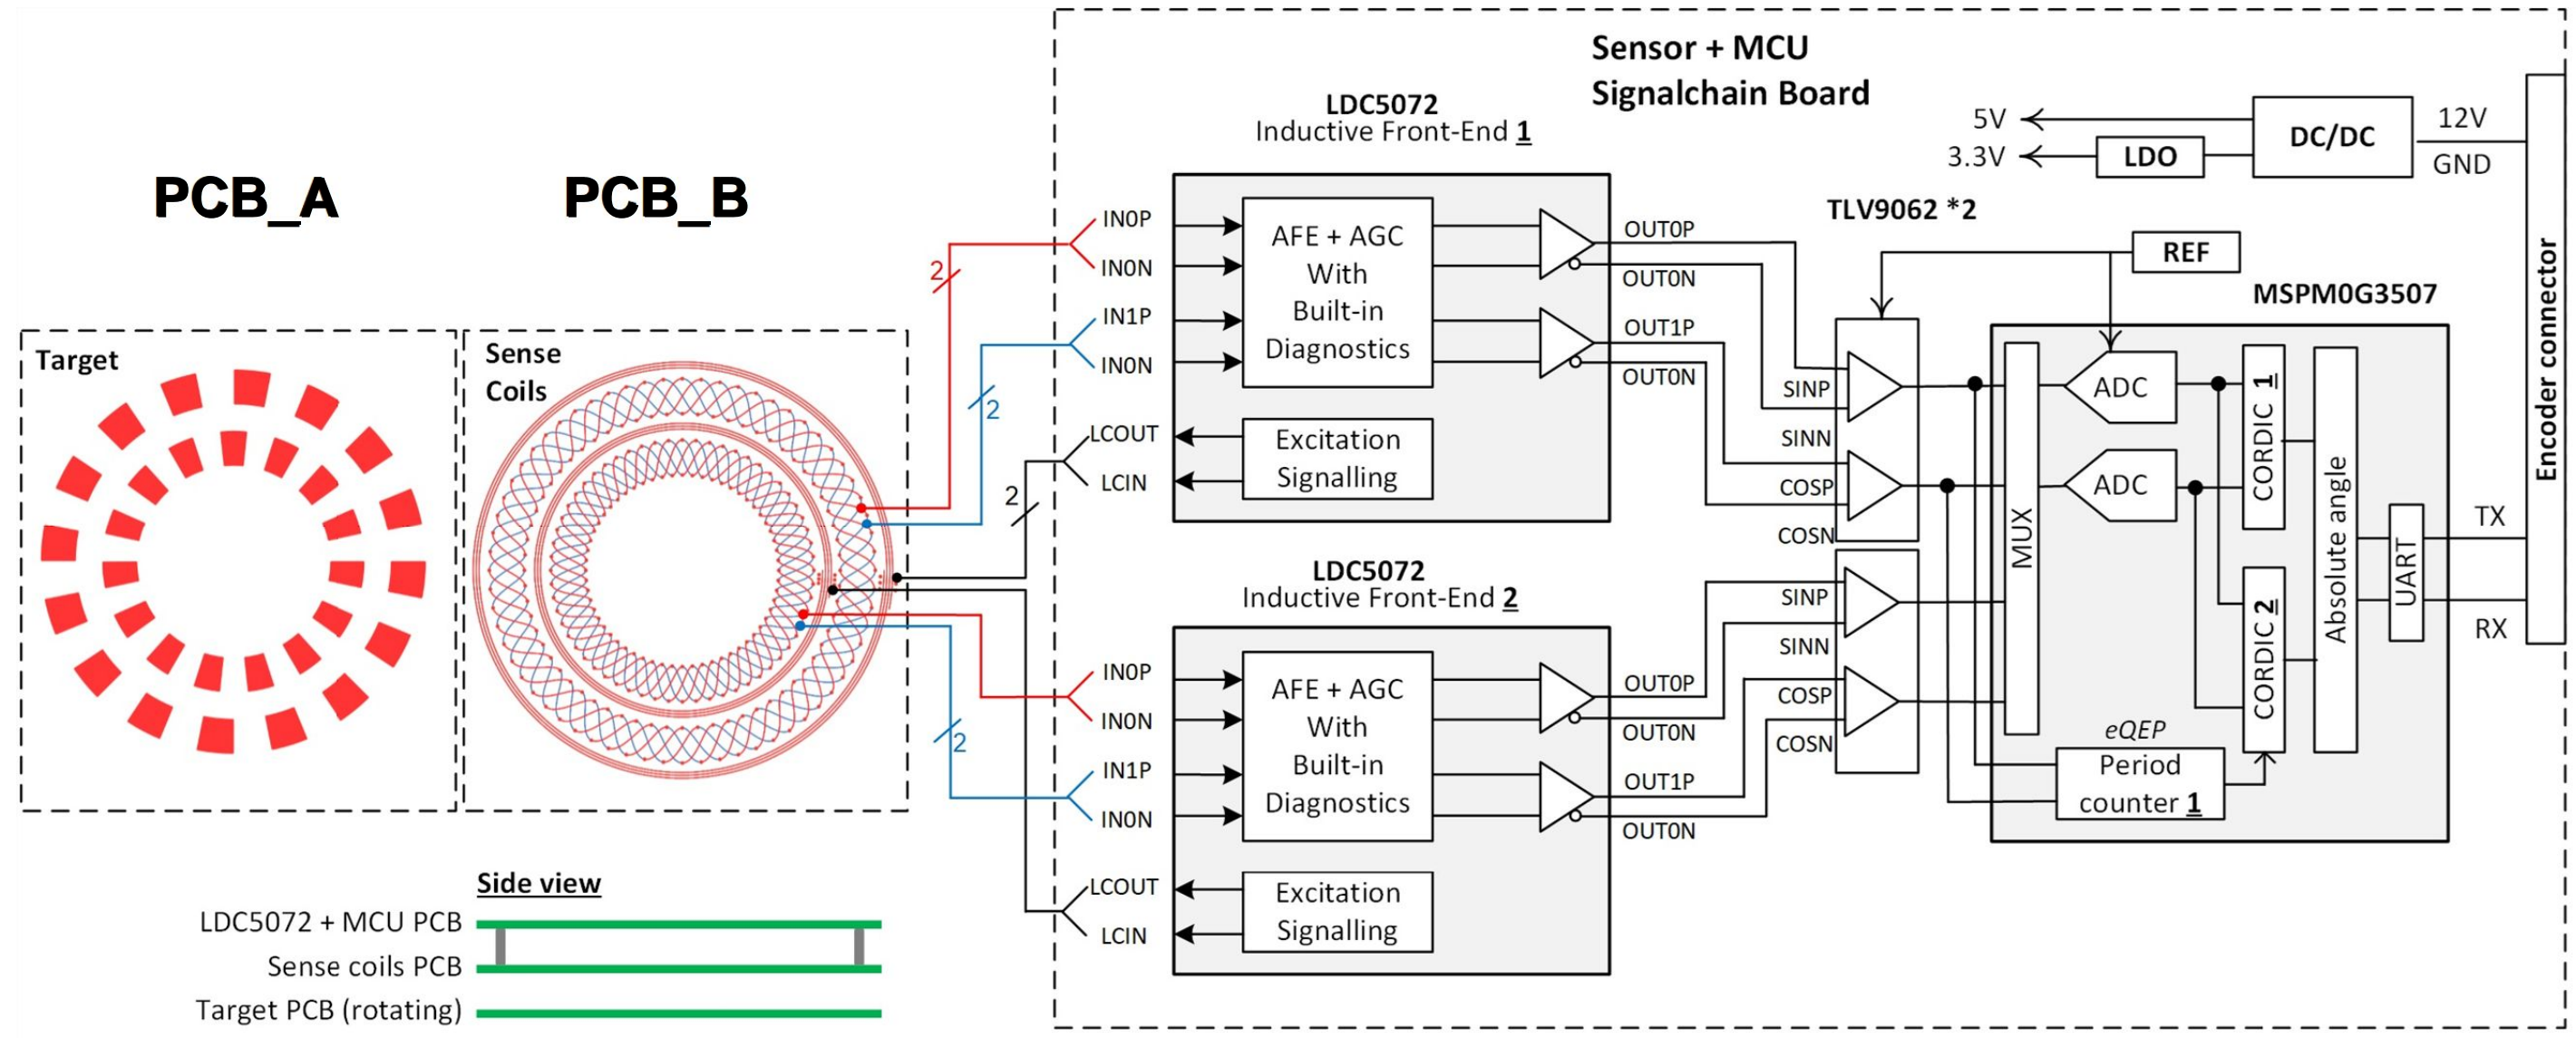 Sensor + MCU
Signalchain Board
PCB_A
PCB_B
Target
Sense
Coils
2
2
2
2
LDC5072
Inductive Front-End 1
IN0P
IN0N
IN1P
IN0N
LCOUT
LCIN
AFE + AGC
With
Built-in
Diagnostics
Excitation
Signalling
OUT0P
OUT0N
OUT1P
OUT0N
LDC5072
Inductive Front-End 2
IN0P
IN0N
IN1P
IN0N
LCOUT
LCIN
AFE + AGC
With
Built-in
Diagnostics
Excitation
Signalling
OUT0P
OUT0N
OUT1P
OUT0N
5V
3.3V
LDO
DC/DC
12V
GND
TLV9062 *2
REF
SINP
SINN
COSP
COSN
SINP
SINN
COSP
COSN
MSPM0G3507
MUX
ADC
ADC
CORDIC 1
CORDIC 2
eQEP
Period
counter 1
Absolute angle
UART
TX
RX
Encoder connector
Side view
LDC5072 + MCU PCB
Sense coils PCB
Target PCB (rotating)